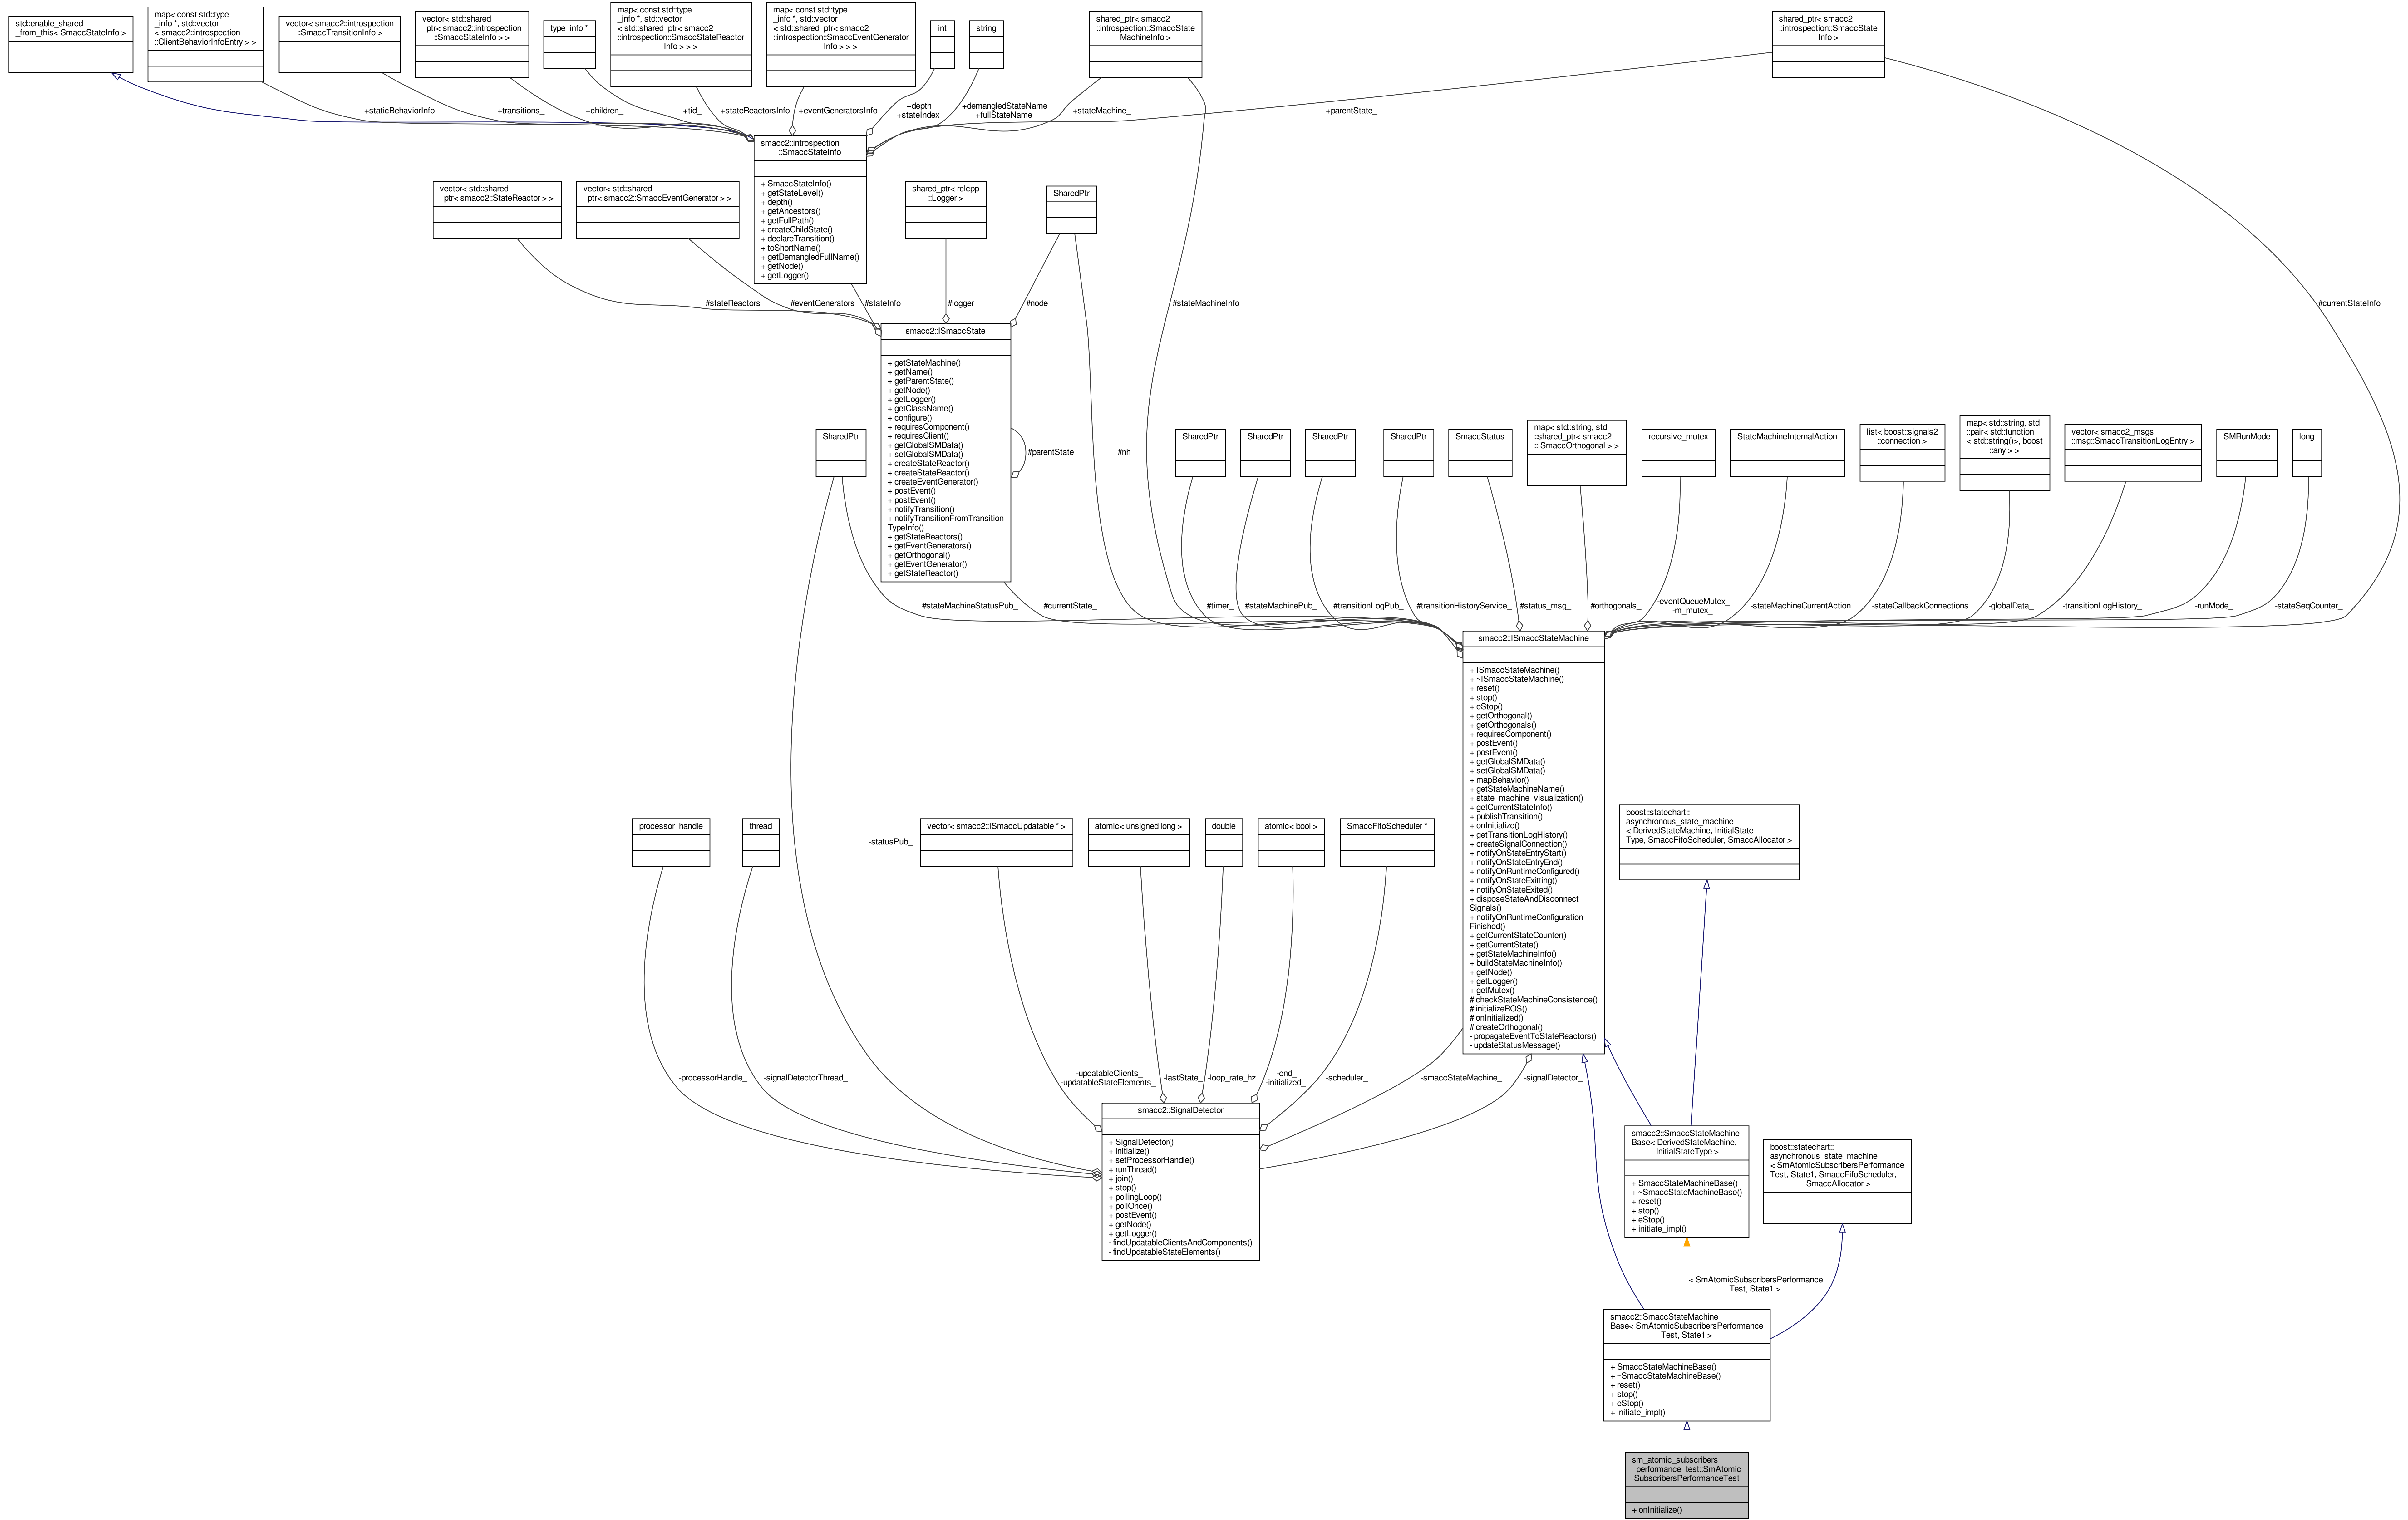 std::enable_shared
_from_this< SmaccStateInfo >
map< const std::type
_info *, std::vector
< smacc2::introspection
::ClientBehaviorInfoEntry > >
vector< smacc2::introspection
::SmaccTransitionInfo >
vector< std::shared
_ptr< smacc2::introspection
::SmaccStateInfo > >
type_info *
map< const std::type
_info *, std::vector
< std::shared_ptr< smacc2
::introspection::SmaccStateReactor
Info > > >
map< const std::type
_info *, std::vector
< std::shared_ptr< smacc2
::introspection::SmaccEventGenerator
Info > > >
int
string
shared_ptr< smacc2
::introspection::SmaccState
MachineInfo >
shared_ptr< smacc2
::introspection::SmaccState
Info >
+staticBehaviorInfo
+transitions_
+children_
+tid_
+stateReactorsInfo
+eventGeneratorsInfo
+depth_
+stateIndex_
+demangledStateName
+fullStateName
+stateMachine_
+parentState_
smacc2::introspection
::SmaccStateInfo
+ SmaccStateInfo()
+ getStateLevel()
+ depth()
+ getAncestors()
+ getFullPath()
+ createChildState()
+ declareTransition()
+ toShortName()
+ getDemangledFullName()
+ getNode()
+ getLogger()
vector< std::shared
_ptr< smacc2::StateReactor > >
vector< std::shared
_ptr< smacc2::SmaccEventGenerator > >
shared_ptr< rclcpp
::Logger >
SharedPtr
#stateReactors_
#eventGenerators_
#stateInfo_
#logger_
#node_
#stateMachineInfo_
#currentStateInfo_
smacc2::ISmaccState
+ getStateMachine()
+ getName()
+ getParentState()
+ getNode()
+ getLogger()
+ getClassName()
+ configure()
+ requiresComponent()
+ requiresClient()
+ getGlobalSMData()
+ setGlobalSMData()
+ createStateReactor()
+ createStateReactor()
+ createEventGenerator()
+ postEvent()
+ postEvent()
+ notifyTransition()
+ notifyTransitionFromTransition
TypeInfo()
+ getStateReactors()
+ getEventGenerators()
+ getOrthogonal()
+ getEventGenerator()
+ getStateReactor()
#parentState_
#nh_
SharedPtr
SharedPtr
SharedPtr
SharedPtr
SharedPtr
SmaccStatus
map< std::string, std
::shared_ptr< smacc2
::ISmaccOrthogonal > >
recursive_mutex
StateMachineInternalAction
list< boost::signals2
::connection >
map< std::string, std
::pair< std::function
< std::string()>, boost
::any > >
vector< smacc2_msgs
::msg::SmaccTransitionLogEntry >
SMRunMode
long
#stateMachineStatusPub_
#currentState_
#timer_
#stateMachinePub_
#transitionLogPub_
#transitionHistoryService_
#status_msg_
#orthogonals_
-eventQueueMutex_
-m_mutex_
-stateMachineCurrentAction
-stateCallbackConnections
-globalData_
-transitionLogHistory_
-runMode_
-stateSeqCounter_
smacc2::ISmaccStateMachine
+ ISmaccStateMachine()
+ ~ISmaccStateMachine()
+ reset()
+ stop()
+ eStop()
+ getOrthogonal()
+ getOrthogonals()
+ requiresComponent()
+ postEvent()
+ postEvent()
+ getGlobalSMData()
+ setGlobalSMData()
+ mapBehavior()
+ getStateMachineName()
+ state_machine_visualization()
+ getCurrentStateInfo()
+ publishTransition()
+ onInitialize()
+ getTransitionLogHistory()
+ createSignalConnection()
+ notifyOnStateEntryStart()
+ notifyOnStateEntryEnd()
+ notifyOnRuntimeConfigured()
+ notifyOnStateExitting()
+ notifyOnStateExited()
+ disposeStateAndDisconnect
Signals()
+ notifyOnRuntimeConfiguration
Finished()
+ getCurrentStateCounter()
+ getCurrentState()
+ getStateMachineInfo()
+ buildStateMachineInfo()
+ getNode()
+ getLogger()
+ getMutex()
# checkStateMachineConsistence()
# initializeROS()
# onInitialized()
# createOrthogonal()
- propagateEventToStateReactors()
- updateStatusMessage()
processor_handle
thread
-statusPub_
vector< smacc2::ISmaccUpdatable * >
atomic< unsigned long >
double
atomic< bool >
SmaccFifoScheduler *
boost::statechart::
asynchronous_state_machine
< DerivedStateMachine, InitialState
Type, SmaccFifoScheduler, SmaccAllocator >
-processorHandle_
-signalDetectorThread_
-updatableClients_
-updatableStateElements_
-lastState_
-loop_rate_hz
-end_
-initialized_
-scheduler_
-smaccStateMachine_
-signalDetector_
smacc2::SignalDetector
+ SignalDetector()
+ initialize()
+ setProcessorHandle()
+ runThread()
+ join()
+ stop()
+ pollingLoop()
+ pollOnce()
+ postEvent()
+ getNode()
+ getLogger()
- findUpdatableClientsAndComponents()
- findUpdatableStateElements()
smacc2::SmaccStateMachine
Base< DerivedStateMachine,
InitialStateType >
+ SmaccStateMachineBase()
+ ~SmaccStateMachineBase()
+ reset()
+ stop()
+ eStop()
+ initiate_impl()
boost::statechart::
asynchronous_state_machine
< SmAtomicSubscribersPerformance
Test, State1, SmaccFifoScheduler,
SmaccAllocator >
< SmAtomicSubscribersPerformance
Test, State1 >
smacc2::SmaccStateMachine
Base< SmAtomicSubscribersPerformance
Test, State1 >
+ SmaccStateMachineBase()
+ ~SmaccStateMachineBase()
+ reset()
+ stop()
+ eStop()
+ initiate_impl()
sm_atomic_subscribers
_performance_test::SmAtomic
SubscribersPerformanceTest
+ onInitialize()